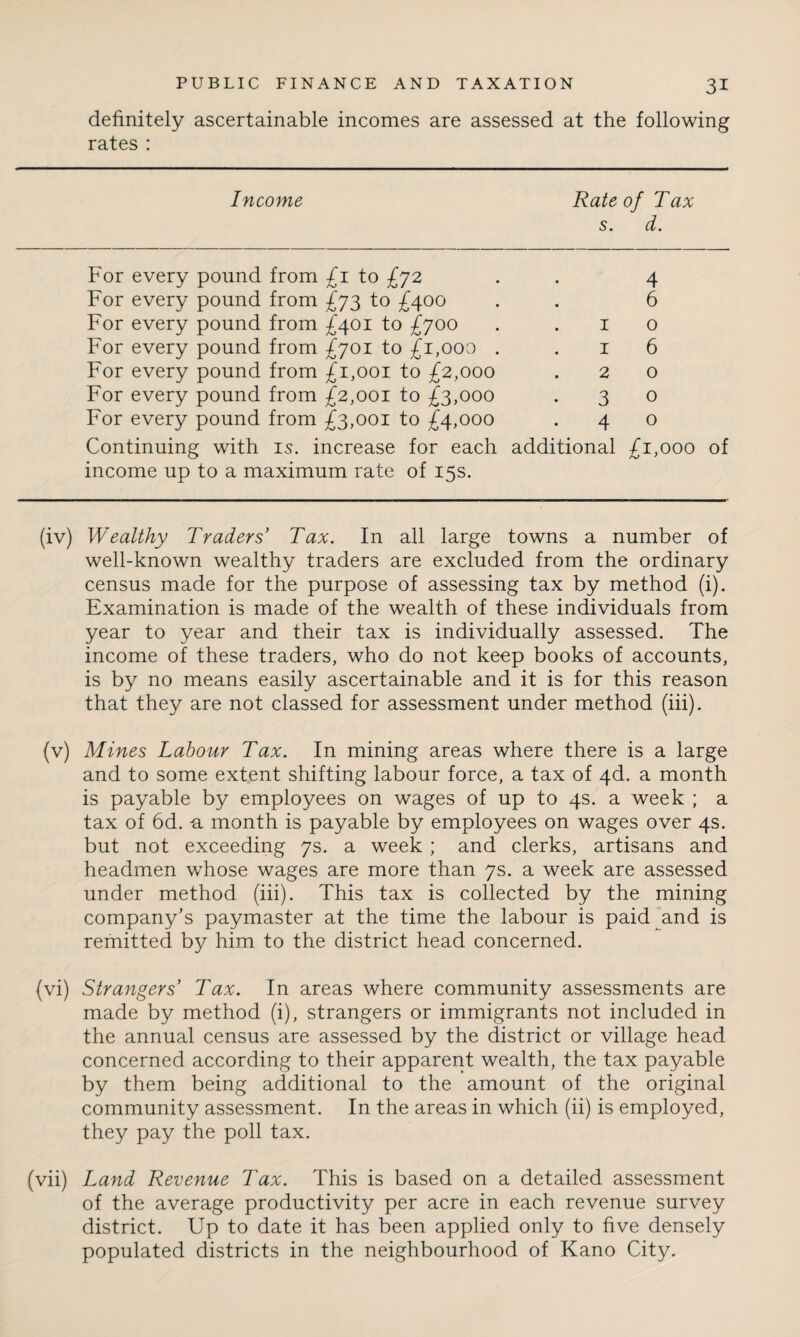 PUBLIC FINANCE AND TAXATION 31
definitely ascertainable incomes are assessed at the following
rates :
Income Rate of Tax
s. d.
For every pound from £1 to £72 . . 4
For every pound from £73 to £400 . . 6
For every pound from £401 to £700 . . 1 0
For every pound from £701 to £1,000 . . 1 6
For every pound from £1,001 to £2,000 . 2 0
For every pound from £2,001 to £3,000 . 3 0
For every pound from £3,001 to £4,000 . 4 0
Continuing with 1s. increase for each additional £1,000 of
income up to a maximum rate of 15s.
(iv) Wealthy Traders' Tax. In all large towns a number of
well-known wealthy traders are excluded from the ordinary
census made for the purpose of assessing tax by method (i).
Examination is made of the wealth of these individuals from
year to year and their tax is individually assessed. The
income of these traders, who do not keep books of accounts,
is by no means easily ascertainable and it is for this reason
that they are not classed for assessment under method (iii).
(v) Mines Labour Tax. In mining areas where there is a large
and to some extent shifting labour force, a tax of 4d. a month
is payable by employees on wages of up to 4s. a week ; a
tax of 6d. a month is payable by employees on wages over 4s.
but not exceeding 7s. a week ; and clerks, artisans and
headmen whose wages are more than 7s. a week are assessed
under method (iii). This tax is collected by the mining
company's paymaster at the time the labour is paid and is
remitted by him to the district head concerned.
(vi) Strangers' Tax. In areas where community assessments are
made by method (i), strangers or immigrants not included in
the annual census are assessed by the district or village head
concerned according to their apparent wealth, the tax payable
by them being additional to the amount of the original
community assessment. In the areas in which (ii) is employed,
they pay the poll tax.
(vii) Land Revenue Tax. This is based on a detailed assessment
of the average productivity per acre in each revenue survey
district. Up to date it has been applied only to five densely
populated districts in the neighbourhood of Kano City.